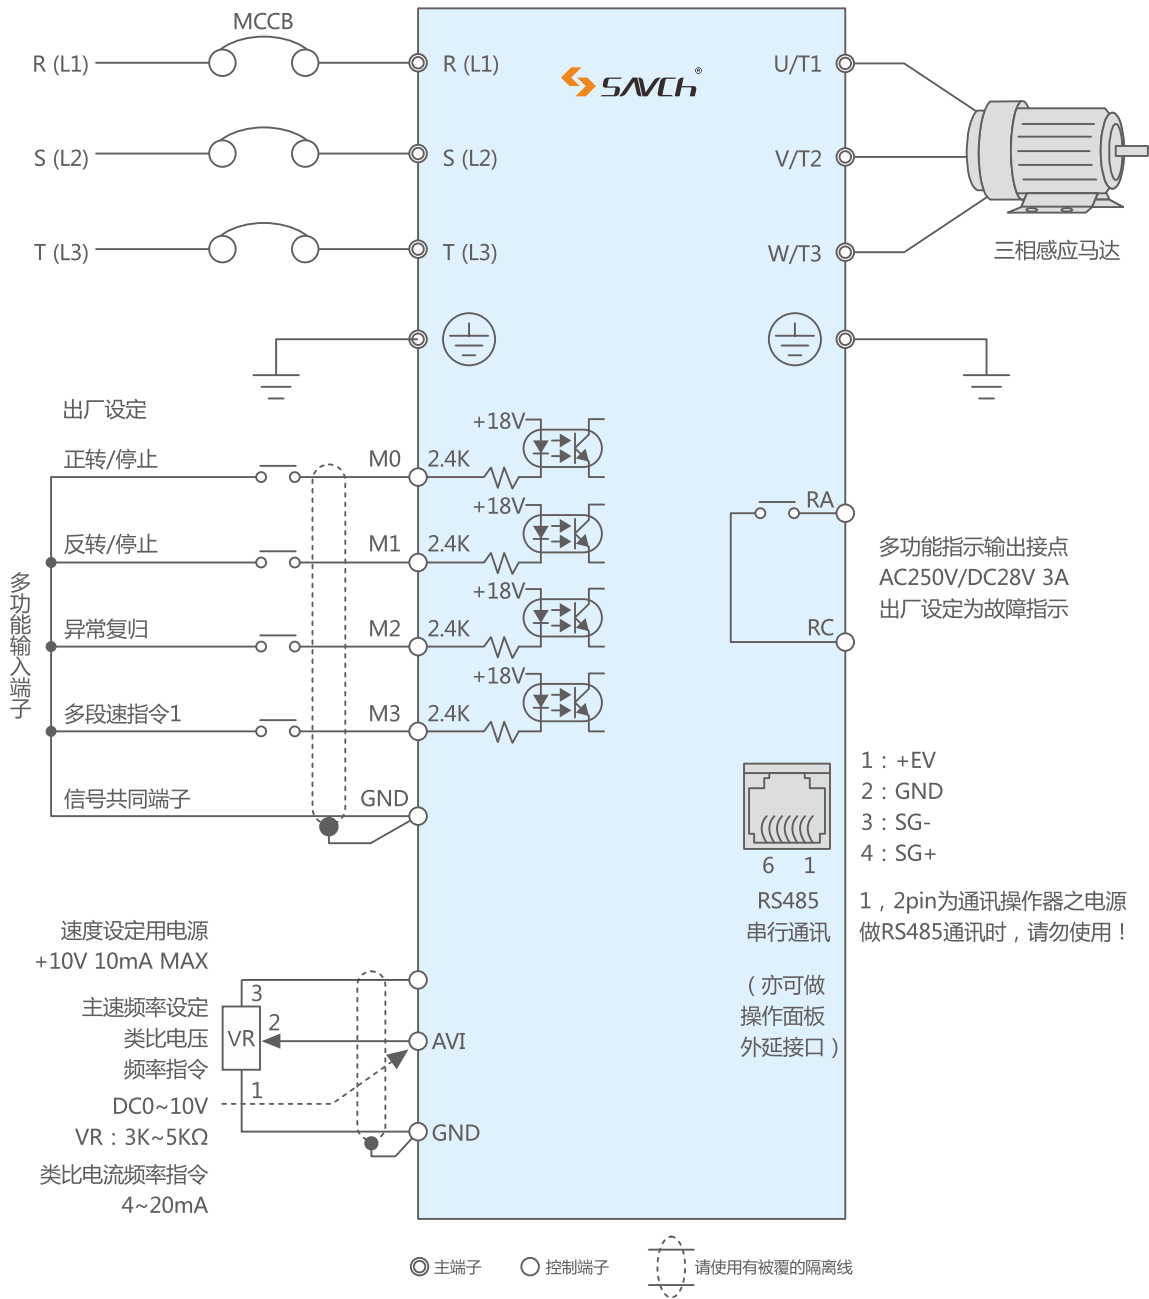 MCCB
R (L1)
S (L2)
T (L3)
R (L1)
S (L2)
T (L3)
SAVCh®
U/T1
V/T2
W/T3
三相感应马达
出厂设定
多功能输入端子
正转/停止
反转/停止
异常复归
多段速指令1
信号共同端子
M0
M1
M2
M3
GND
+18V
2.4K
+18V
2.4K
+18V
2.4K
+18V
2.4K
RA
RC
多功能指示输出接点
AC250V/DC28V 3A
出厂设定为故障指示
6 1
RS485
串行通讯
（亦可做
操作面板
外延接口）
1：+EV
2：GND
3：SG-
4：SG+
1，2pin为通讯操作器之电源
做RS485通讯时，请勿使用！
速度设定用电源
+10V 10mA MAX
主速频率设定
类比电压
频率指令
DC0~10V
VR：3K~5KΩ
类比电流频率指令
4~20mA
3
VR
2
1
AVI
GND
主端子
控制端子
请使用有被覆的隔离线